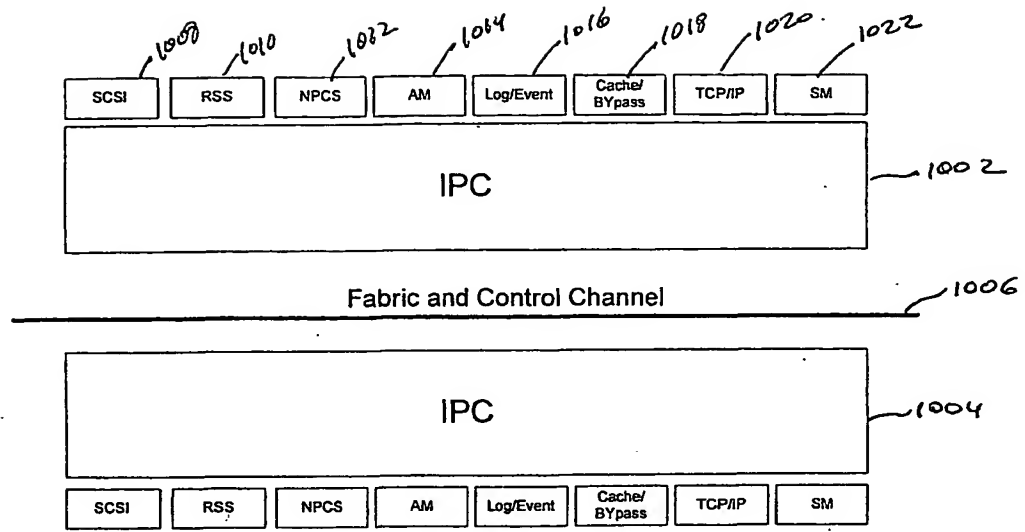 1008 1010 1012 1014 1016 1018 1020 1022
SCSI RSS NPCS AM Log/Event Cache/ BYpass TCP/IP SM
IPC
1002
Fabric and Control Channel
1006
IPC
1004
SCSI RSS NPCS AM Log/Event Cache/ BYpass TCP/IP SM